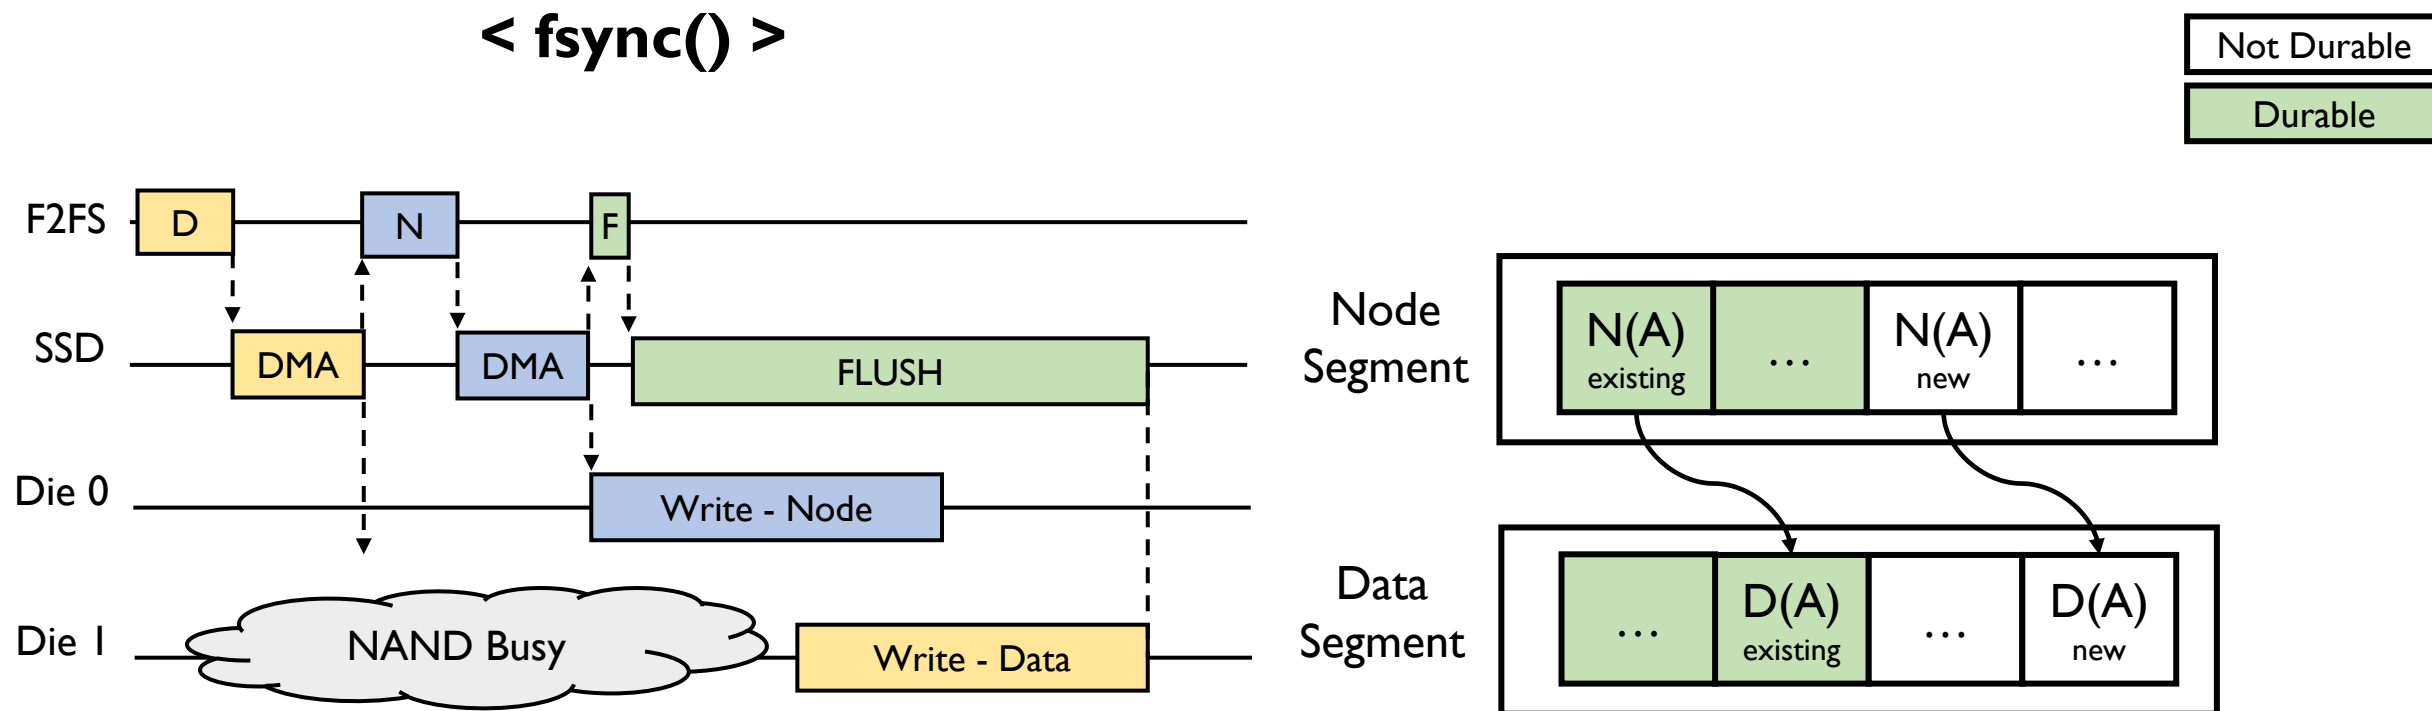 < fsync() >
Not Durable
Durable
F2FS
D
N
F
SSD
DMA
DMA
FLUSH
Die 0
Write - Node
Die 1
NAND Busy
Write - Data
Node
Segment
N(A)
existing
...
N(A)
new
...
Data
Segment
...
D(A)
existing
...
D(A)
new